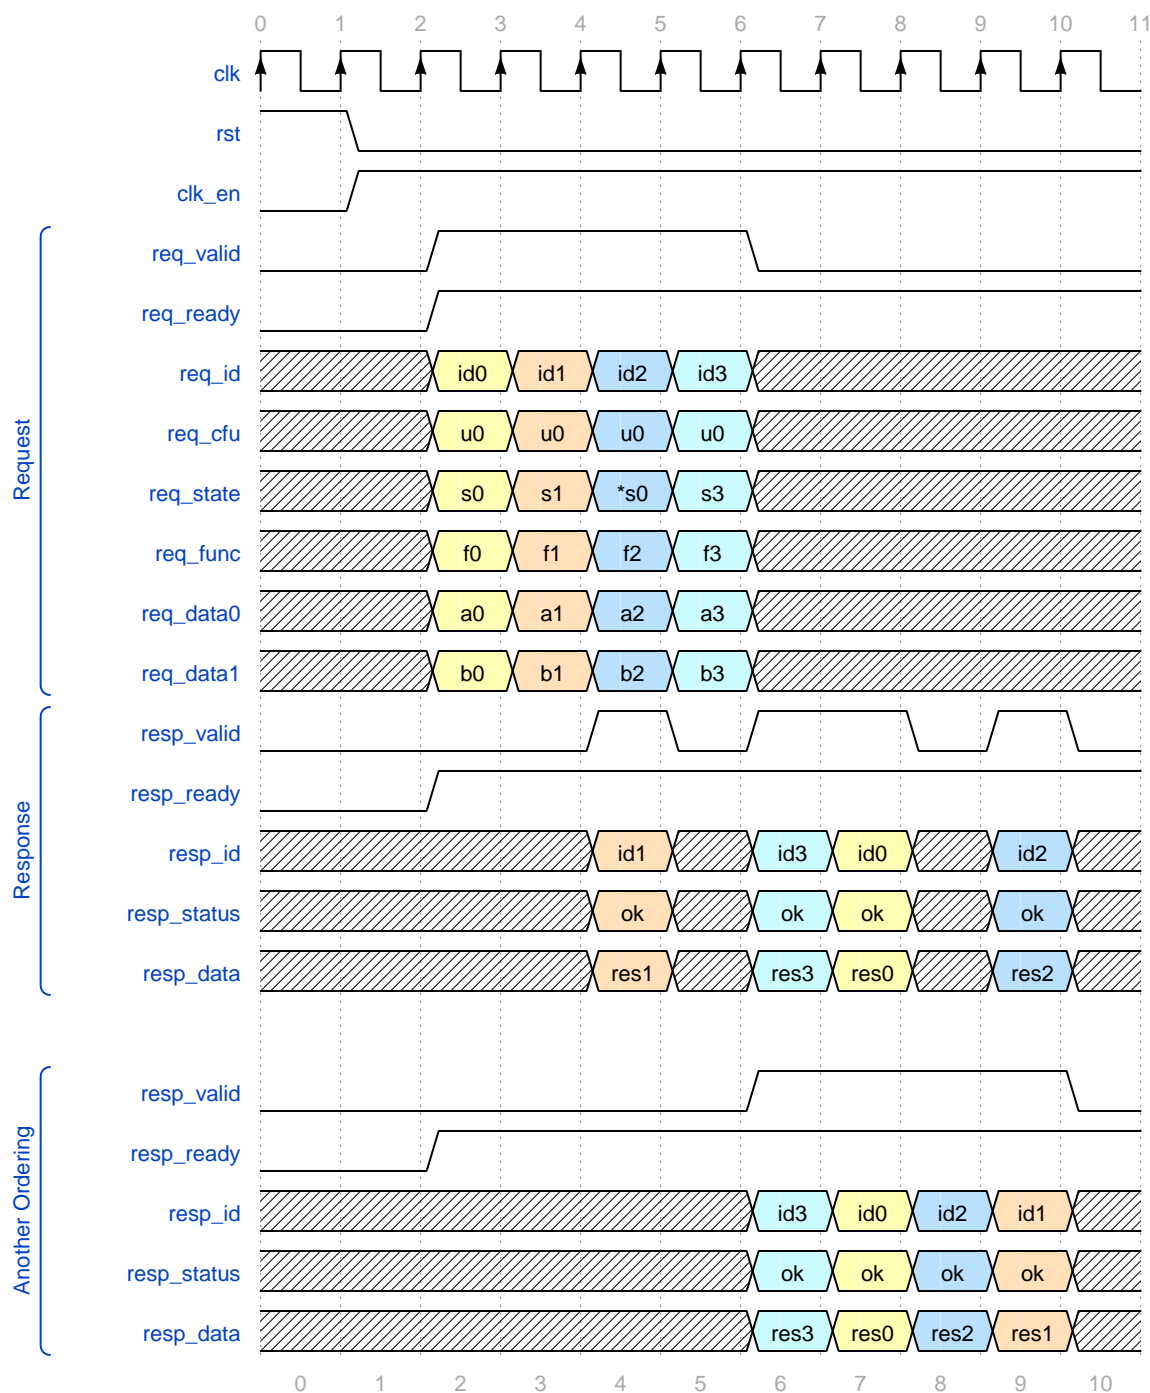 0 1 2 3 4 5 6 7 8 9 10 11
clk
rst
clk_en
Request
req_valid
req_ready
req_id id0 id1 id2 id3
req_cfu u0 u0 u0 u0
req_state s0 s1 *s0 s3
req_func f0 f1 f2 f3
req_data0 a0 a1 a2 a3
req_data1 b0 b1 b2 b3
Response
resp_valid
resp_ready
resp_id id1 id3 id0 id2
resp_status ok ok ok ok
resp_data res1 res3 res0 res2
Another Ordering
resp_valid
resp_ready
resp_id id3 id0 id2 id1
resp_status ok ok ok ok
resp_data res3 res0 res2 res1
0 1 2 3 4 5 6 7 8 9 10